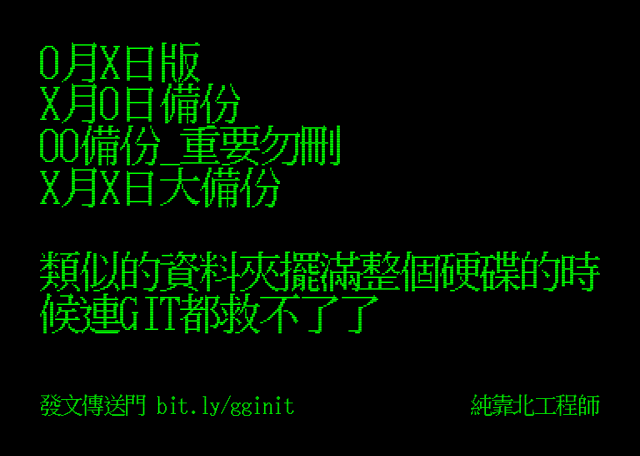 O月X日版
X月O日備份
OO備份_重要勿刪
X月X日大備份
類似的資料夾擺滿整個硬碟的時
候連GIT都救不了了
發文傳送門 bit.ly/gginit
純靠北工程師